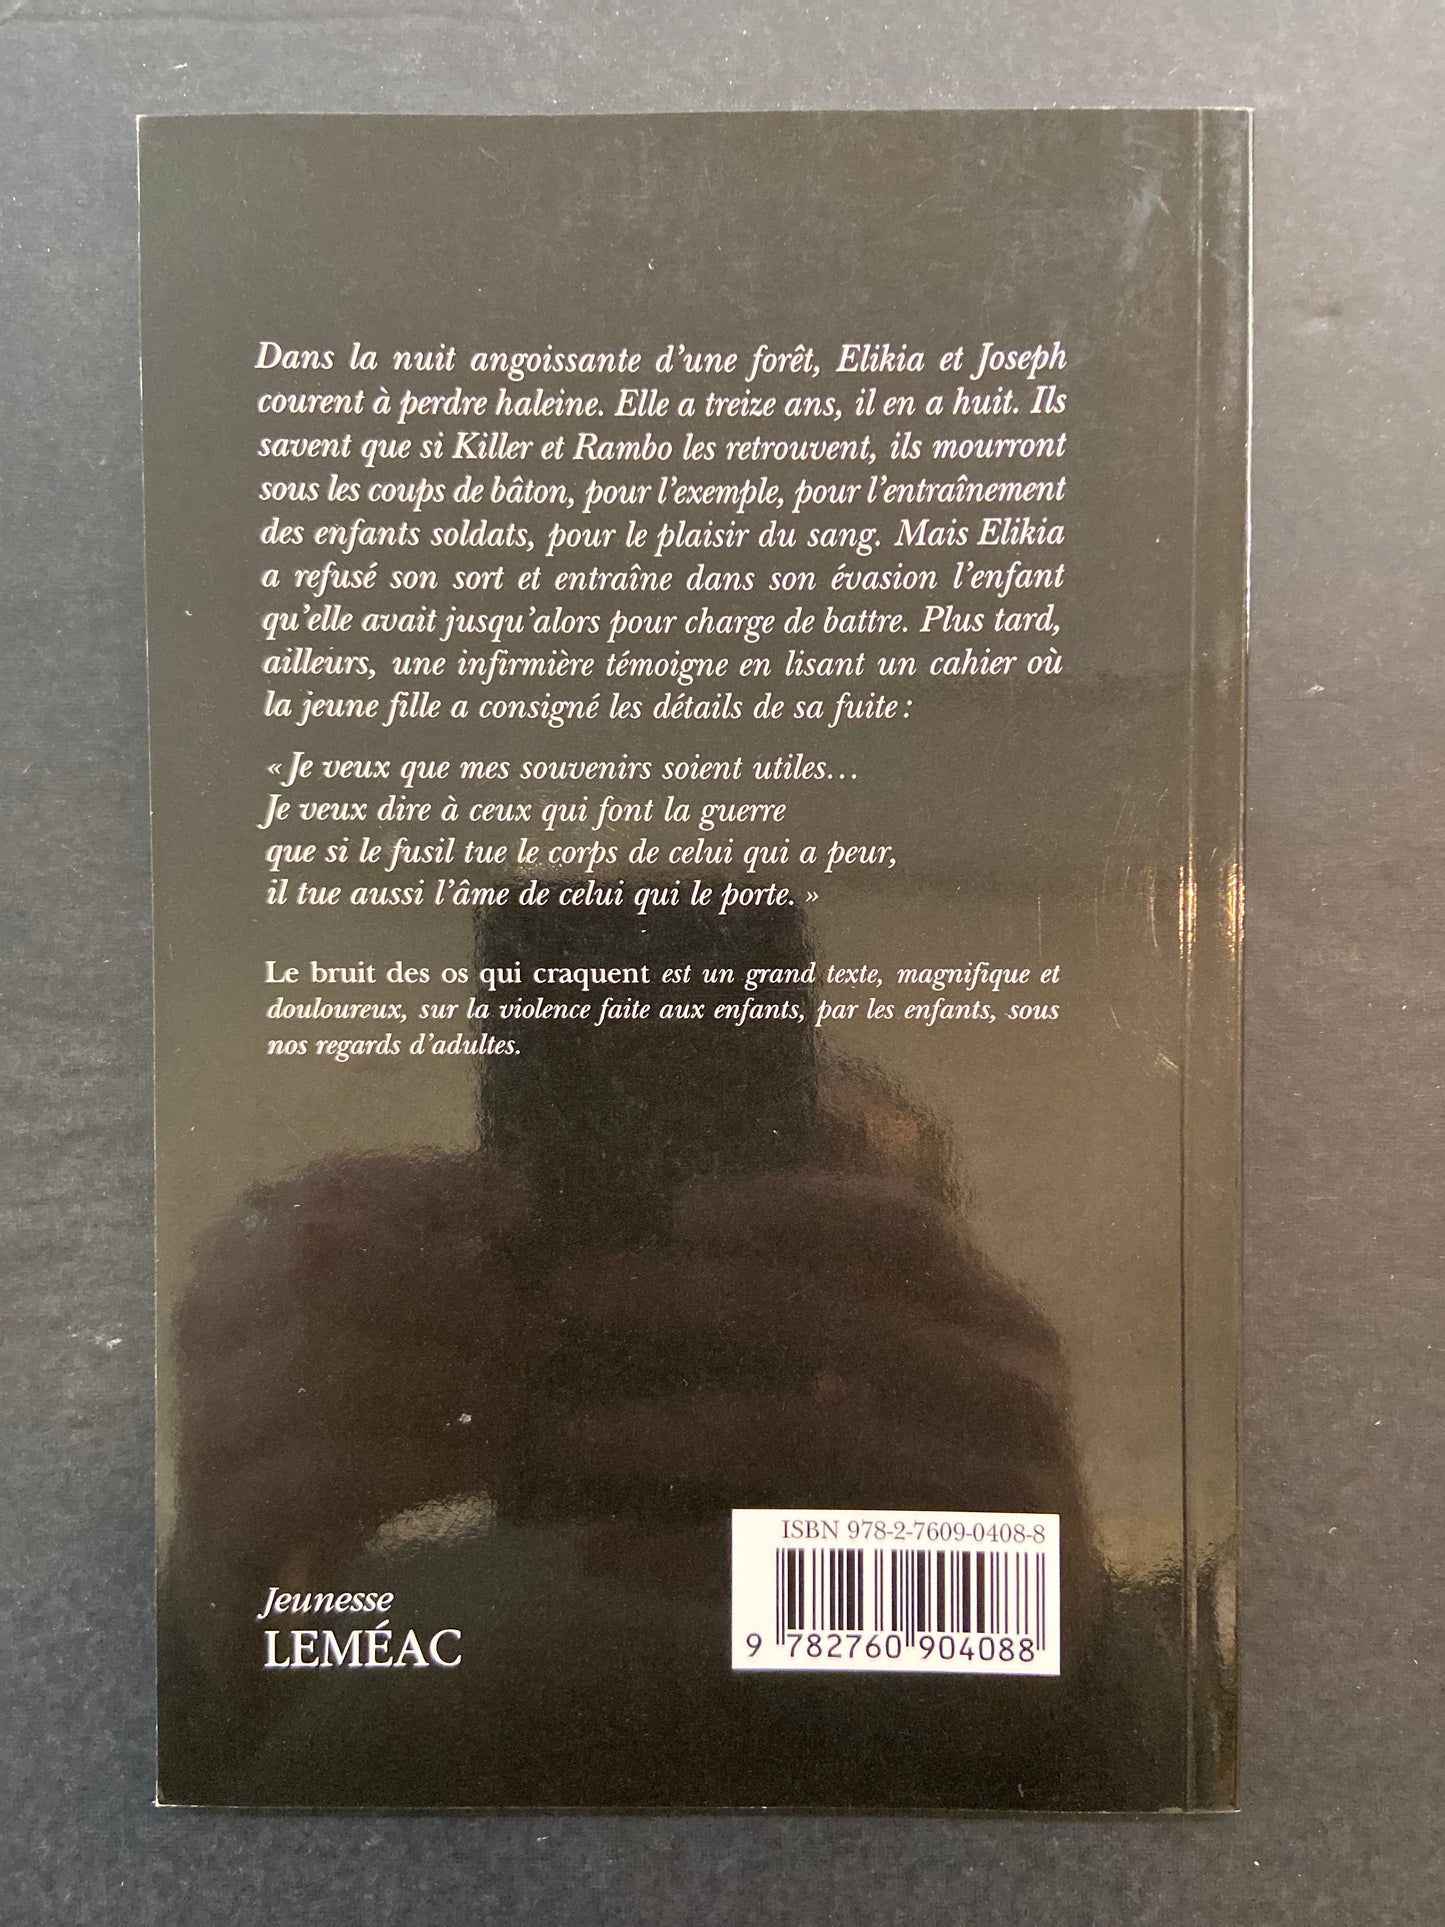 Dans la nuit angoissante d'une forêt, Elikia et Joseph
courent à perdre haleine. Elle a treize ans, il en a huit. Ils
savent que si Killer et Rambo les retrouvent, ils mourront
sous les coups de bâton, pour l'exemple, pour l'entraînement
des enfants soldats, pour le plaisir du sang. Mais Elikia
a refusé son sort et entraîne dans son évasion l'enfant
qu'elle avait jusqu'alors pour charge de battre. Plus tard,
ailleurs, une infirmière témoigne en lisant un cahier où
la jeune fille a consigné les détails de sa fuite :
« Je veux que mes souvenirs soient utiles…
Je veux dire à ceux qui font la guerre
que si le fusil tue le corps de celui qui a peur,
il tue aussi l'âme de celui qui le porte. »
Le bruit des os qui craquent est un grand texte, magnifique et
douloureux, sur la violence faite aux enfants, par les enfants, sous
nos regards d'adultes.
ISBN 978-2-7609-0408-8
9 782760 904088
Jeunesse
LEMÉAC